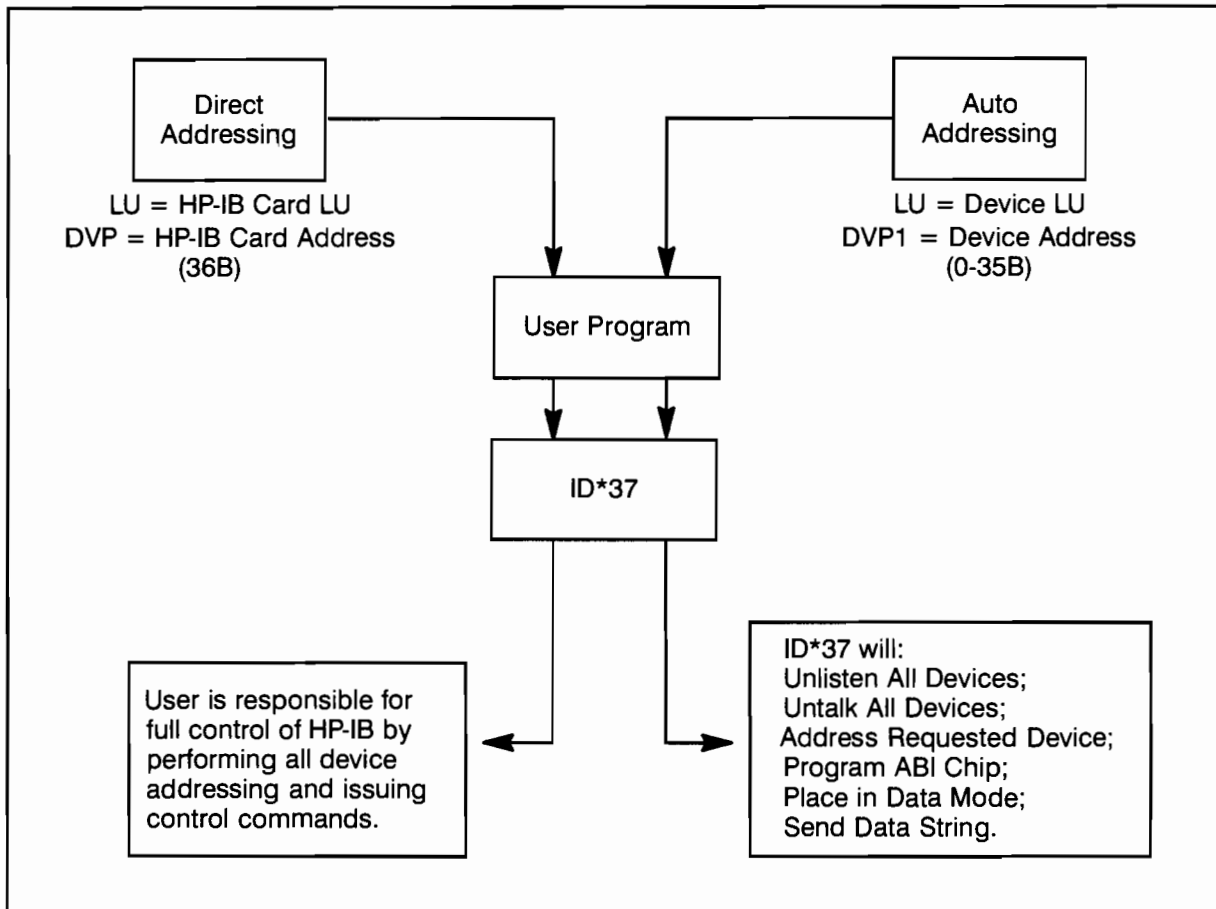 Direct
Addressing
LU = HP-IB Card LU
DVP = HP-IB Card Address
(36B)
Auto
Addressing
LU = Device LU
DVP1 = Device Address
(0-35B)
User Program
ID*37
User is responsible for
full control of HP-IB by
performing all device
addressing and issuing
control commands.
ID*37 will:
Unlisten All Devices;
Untalk All Devices;
Address Requested Device;
Program ABI Chip;
Place in Data Mode;
Send Data String.